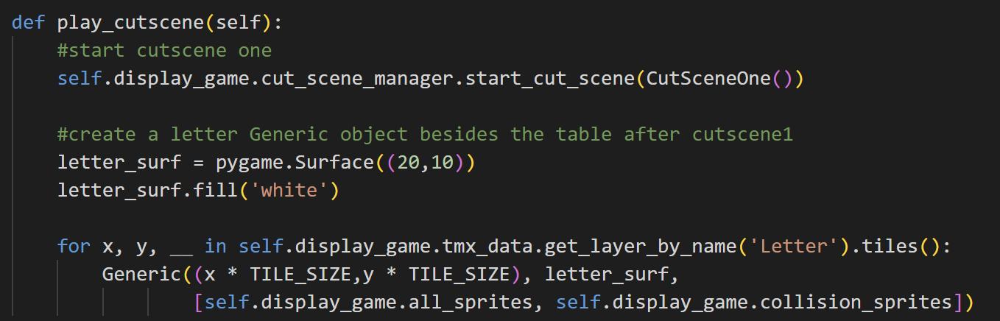 def play_cutscene(self):
    #start cutscene one
    self.display_game.cut_scene_manager.start_cut_scene(CutSceneOne())
    #create a letter Generic object besides the table after cutscene1
    letter_surf = pygame.Surface((20,10))
    letter_surf.fill('white')
    for x, y, __ in self.display_game.tmx_data.get_layer_by_name('Letter').tiles():
        Generic((x * TILE_SIZE,y * TILE_SIZE), letter_surf,
                [self.display_game.all_sprites, self.display_game.collision_sprites])